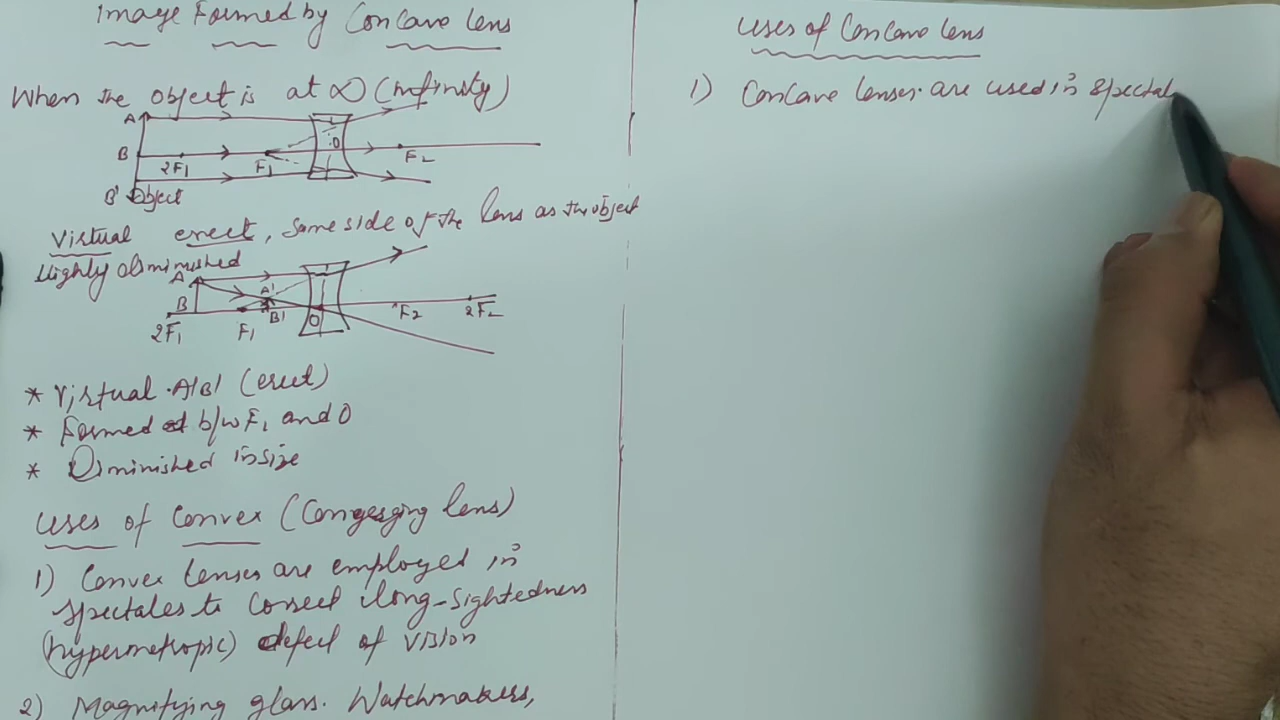 Image Formed by Concave lens
When the object is at ∞ (infinity)
A
O
B
2F1
F1
F2
B' Object
Virtual erect, same side of the lens as the object
Highly diminished
A
A'
B
B'
O
2F1
F1
F2
2F2
* Virtual A'B' (erect)
* Formed at b/w F1 and O
* Diminished in size
Uses of Convex (Converging lens)
1) Convex lenses are employed in
spectales to correct long-sightedness
(hypermetropic) defect of vision
2) Magnifying glass. Watchmakers,
Uses of Concave lens
1) Concave lenses are used in spectal